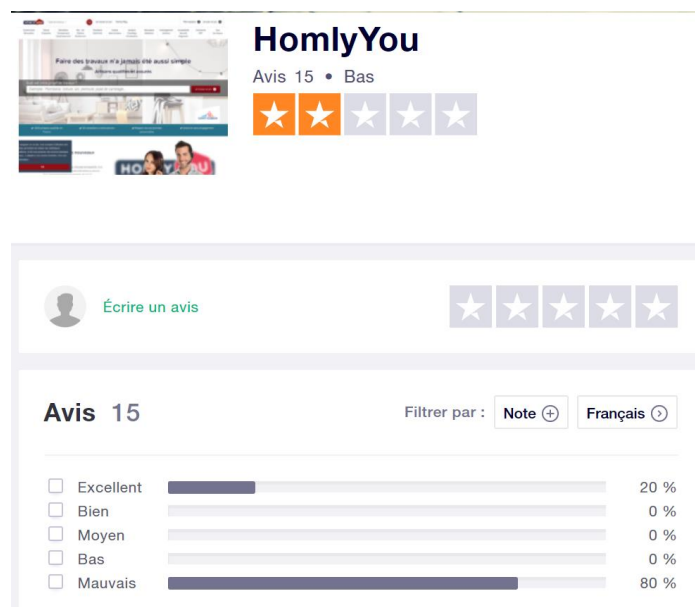 HomlyYou
Avis 15 • Bas
Faire des travaux n'a jamais été aussi simple
Écrire un avis
Avis 15
Filtrer par :
Note
Français
Excellent 20 %
Bien 0 %
Moyen 0 %
Bas 0 %
Mauvais 80 %